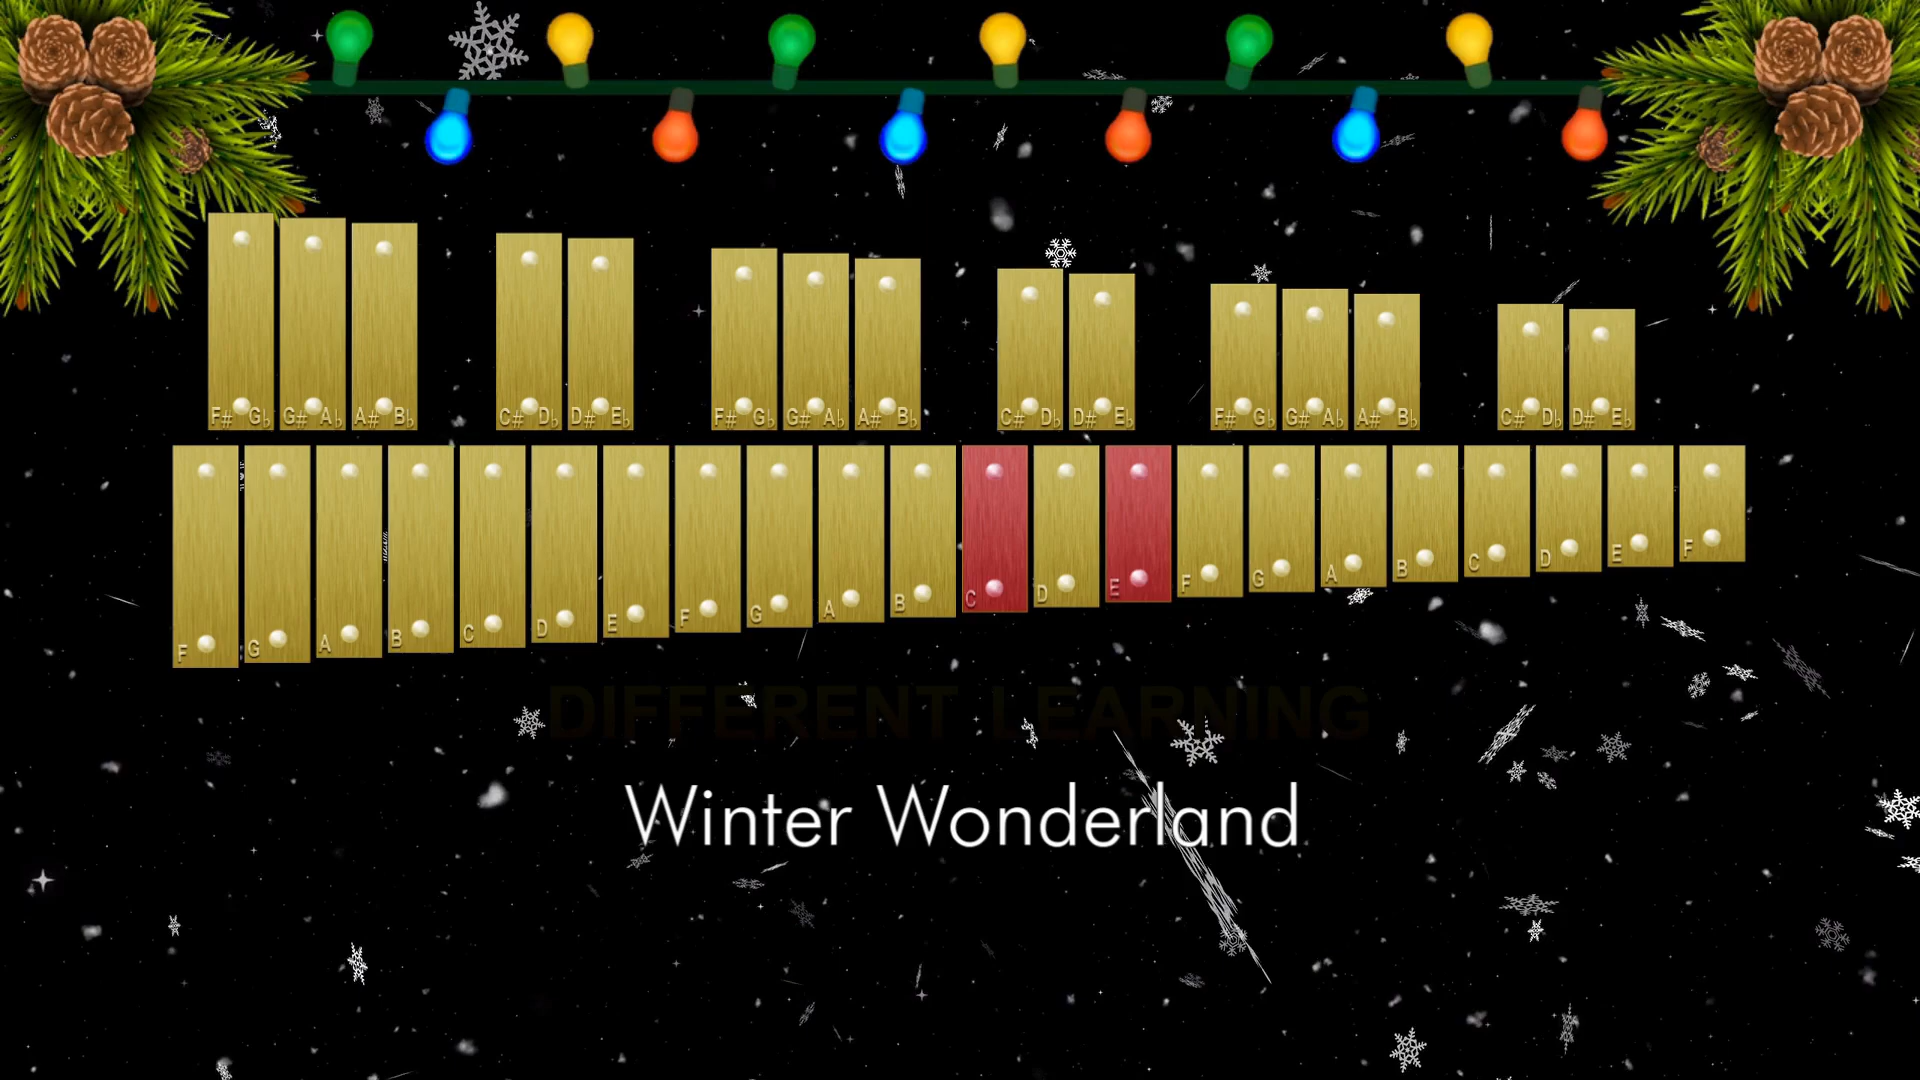 F# G♭ G# A♭ A# B♭ C# D♭ D# E♭ F# G♭ G# A♭ A# B♭ C# D♭ D# E♭ F# G♭ G# A♭ A# B♭ C# D♭ D# E♭
F G A B C D E F G A B C D E F G A B C D E F
DIFFERENT LEARNING
Winter Wonderland